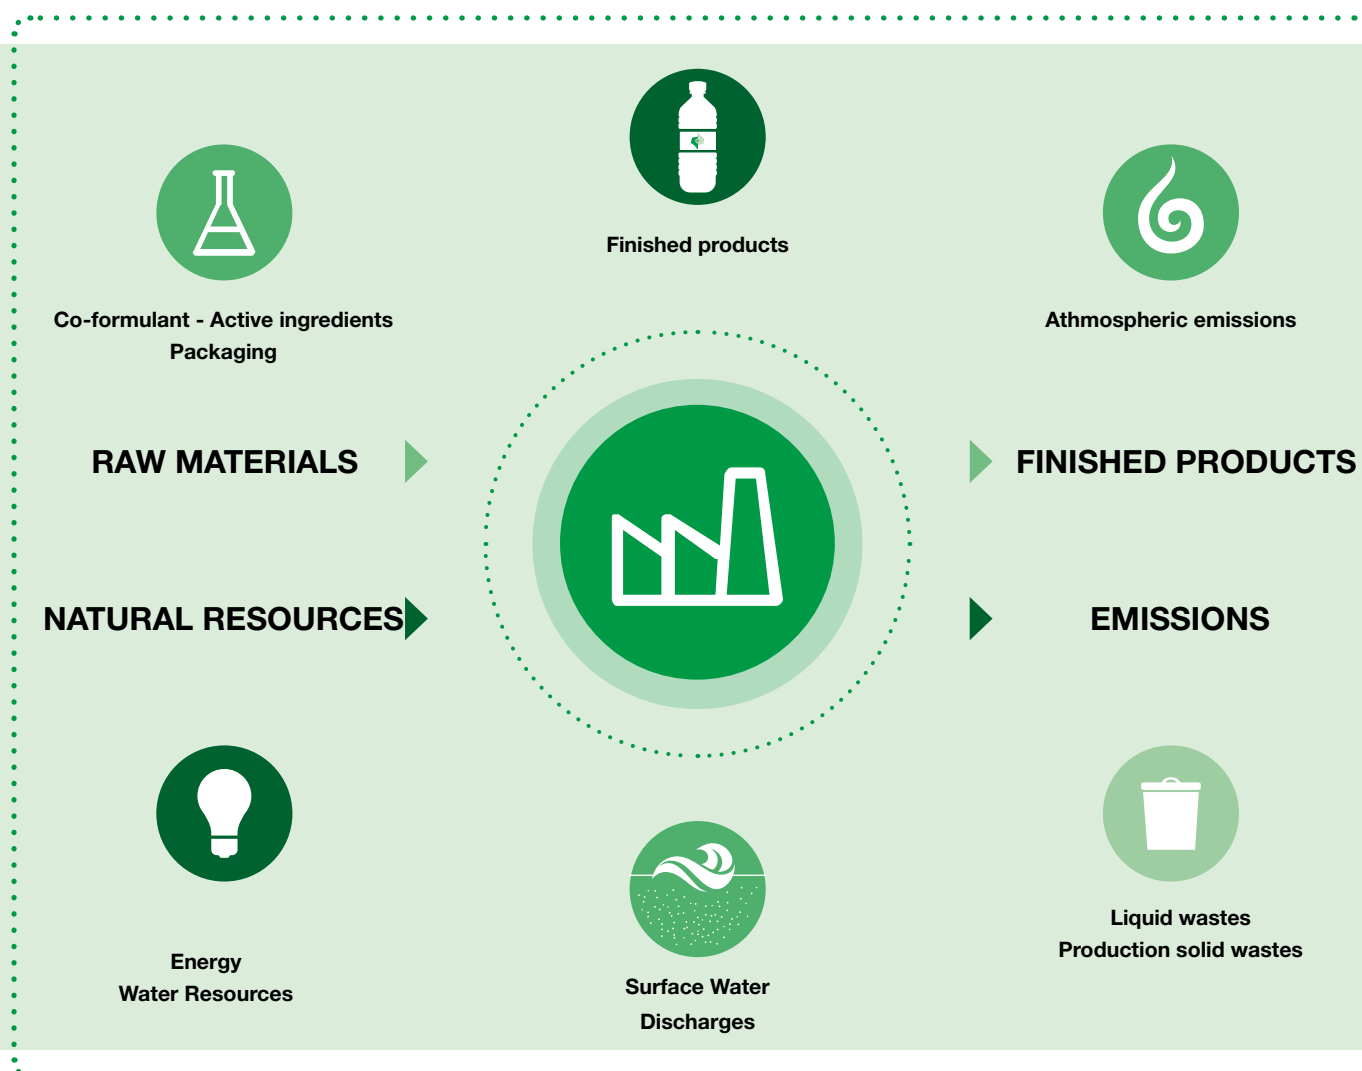 Finished products
Co-formulant - Active ingredients
Packaging
Athmospheric emissions
RAW MATERIALS
FINISHED PRODUCTS
NATURAL RESOURCES
EMISSIONS
Energy
Water Resources
Surface Water
Discharges
Liquid wastes
Production solid wastes